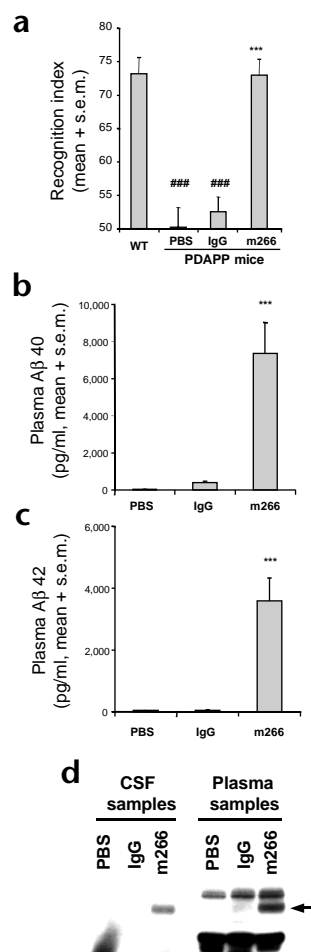 a
Recognition index
(mean + s.e.m.)
80
75
70
65
60
55
50
***
###
###
WT
PBS
IgG
m266
PDAPP mice
b
Plasma Aβ 40
(pg/ml, mean + s.e.m.)
10,000
8,000
6,000
4,000
2,000
0
***
PBS
IgG
m266
c
Plasma Aβ 42
(pg/ml, mean + s.e.m.)
6,000
4,000
2,000
0
***
PBS
IgG
m266
d
CSF
samples
Plasma
samples
PBS
IgG
m266
PBS
IgG
m266